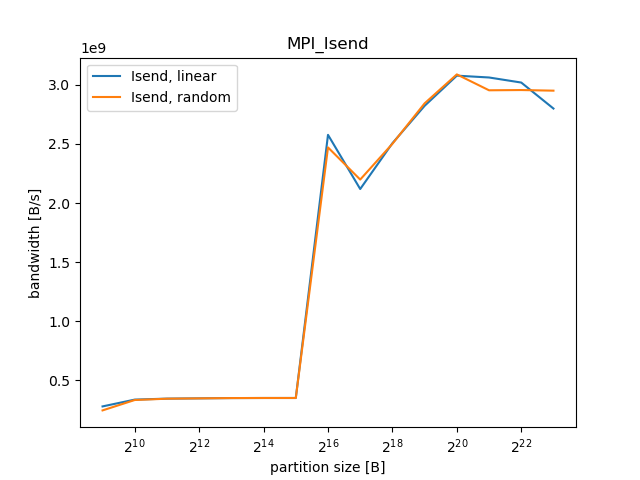 MPI_Isend
1e9
Isend, linear
Isend, random
3.0
2.5
2.0
1.5
1.0
0.5
bandwidth [B/s]
2^10 2^12 2^14 2^16 2^18 2^20 2^22
partition size [B]